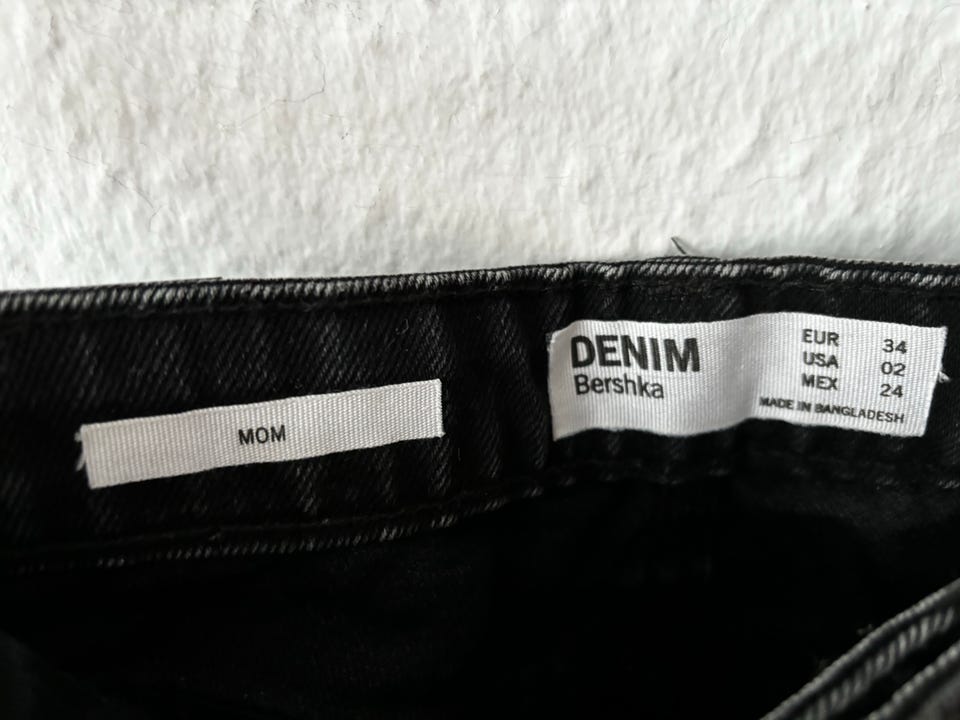 MOM
DENIM
Bershka
EUR 34
USA 02
MEX 24
MADE IN BANGLADESH